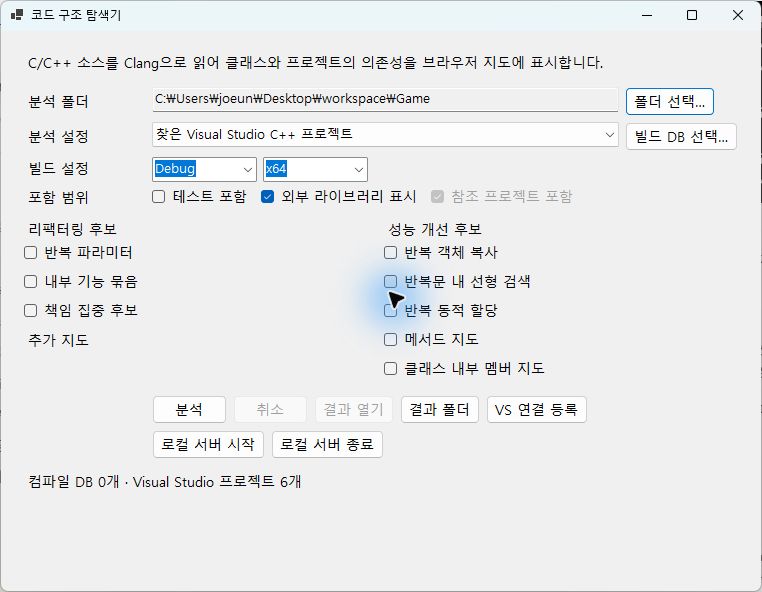 코드 구조 탐색기
C/C++ 소스를 Clang으로 읽어 클래스와 프로젝트의 의존성을 브라우저 지도에 표시합니다.
분석 폴더 C:₩Users₩joeun₩Desktop₩workspace₩Game 폴더 선택...
분석 설정 찾은 Visual Studio C++ 프로젝트 빌드 DB 선택...
빌드 설정 Debug x64
포함 범위 테스트 포함 외부 라이브러리 표시 참조 프로젝트 포함
리팩터링 후보 성능 개선 후보
반복 파라미터 반복 객체 복사
내부 기능 묶음 반복문 내 선형 검색
책임 집중 후보 반복 동적 할당
추가 지도 메서드 지도
클래스 내부 멤버 지도
분석 취소 결과 열기 결과 폴더 VS 연결 등록
로컬 서버 시작 로컬 서버 종료
컴파일 DB 0개 · Visual Studio 프로젝트 6개